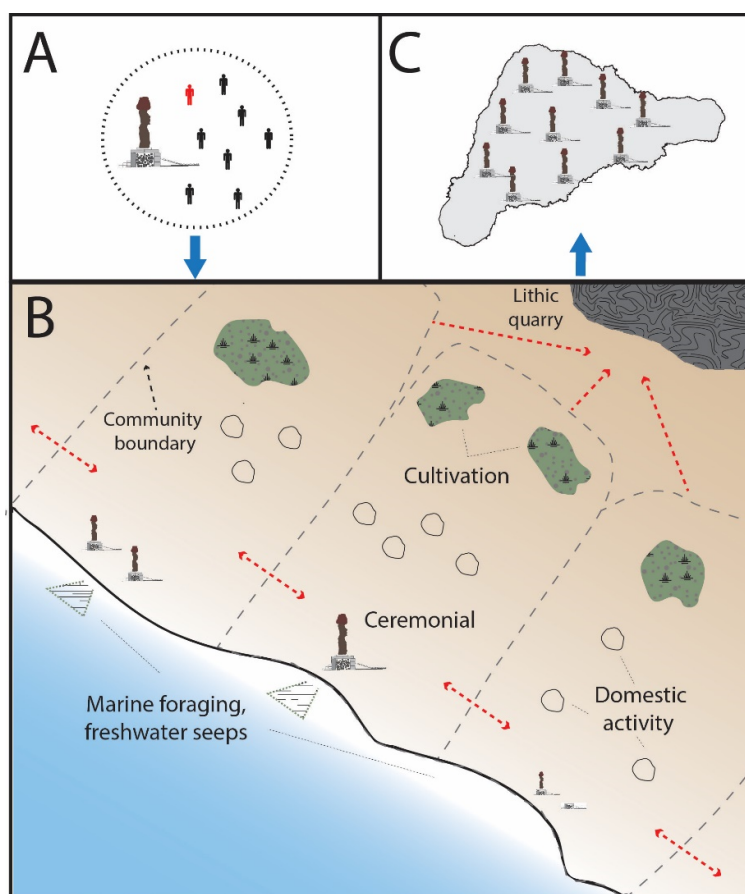 A
C
B
Lithic
quarry
Community
boundary
Cultivation
Ceremonial
Marine foraging,
freshwater seeps
Domestic
activity